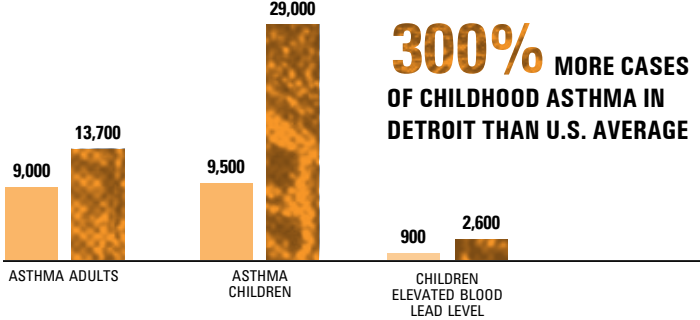 29,000
300% MORE CASES
OF CHILDHOOD ASTHMA IN
DETROIT THAN U.S. AVERAGE
13,700
9,000
9,500
900
2,600
ASTHMA ADULTS
ASTHMA
CHILDREN
CHILDREN
ELEVATED BLOOD
LEAD LEVEL